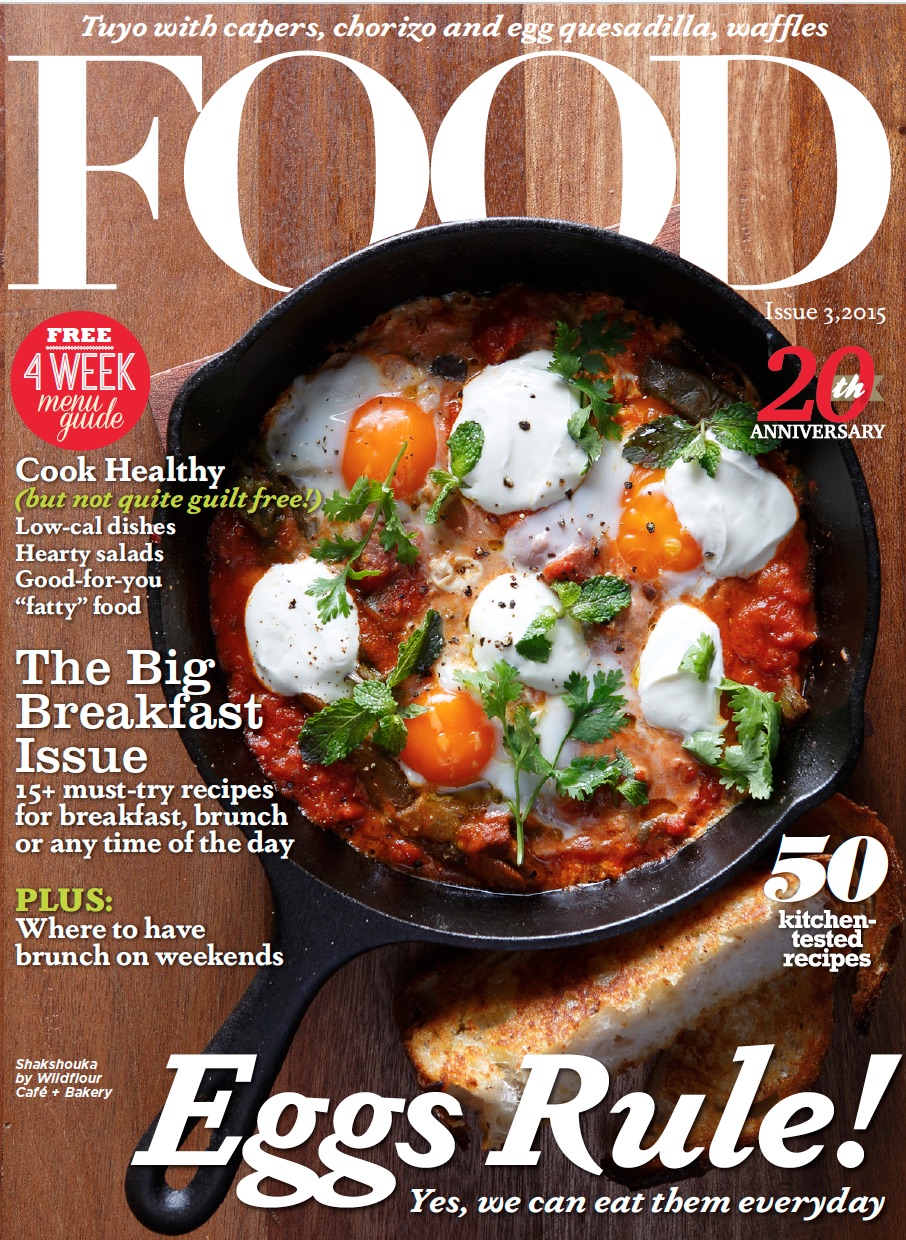 Tuyo with capers, chorizo and egg quesadilla, waffles
FOOD
Issue 3,2015
20th
ANNIVERSARY
FREE
4 WEEK
menu
guide
Cook Healthy
(but not quite guilt free!)
Low-cal dishes
Hearty salads
Good-for-you
“fatty” food
The Big
Breakfast
Issue
15+ must-try recipes
for breakfast, brunch
or any time of the day
PLUS:
Where to have
brunch on weekends
50
kitchen-
tested
recipes
Shakshouka
by Wildflour
Café + Bakery
Eggs Rule!
Yes, we can eat them everyday